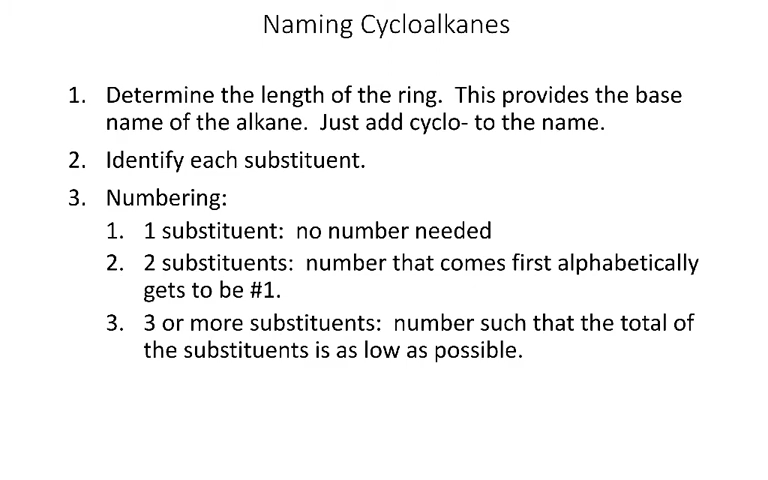 Naming Cycloalkanes
1. Determine the length of the ring. This provides the base
name of the alkane. Just add cyclo- to the name.
2. Identify each substituent.
3. Numbering:
1. 1 substituent: no number needed
2. 2 substituents: number that comes first alphabetically
gets to be #1.
3. 3 or more substituents: number such that the total of
the substituents is as low as possible.